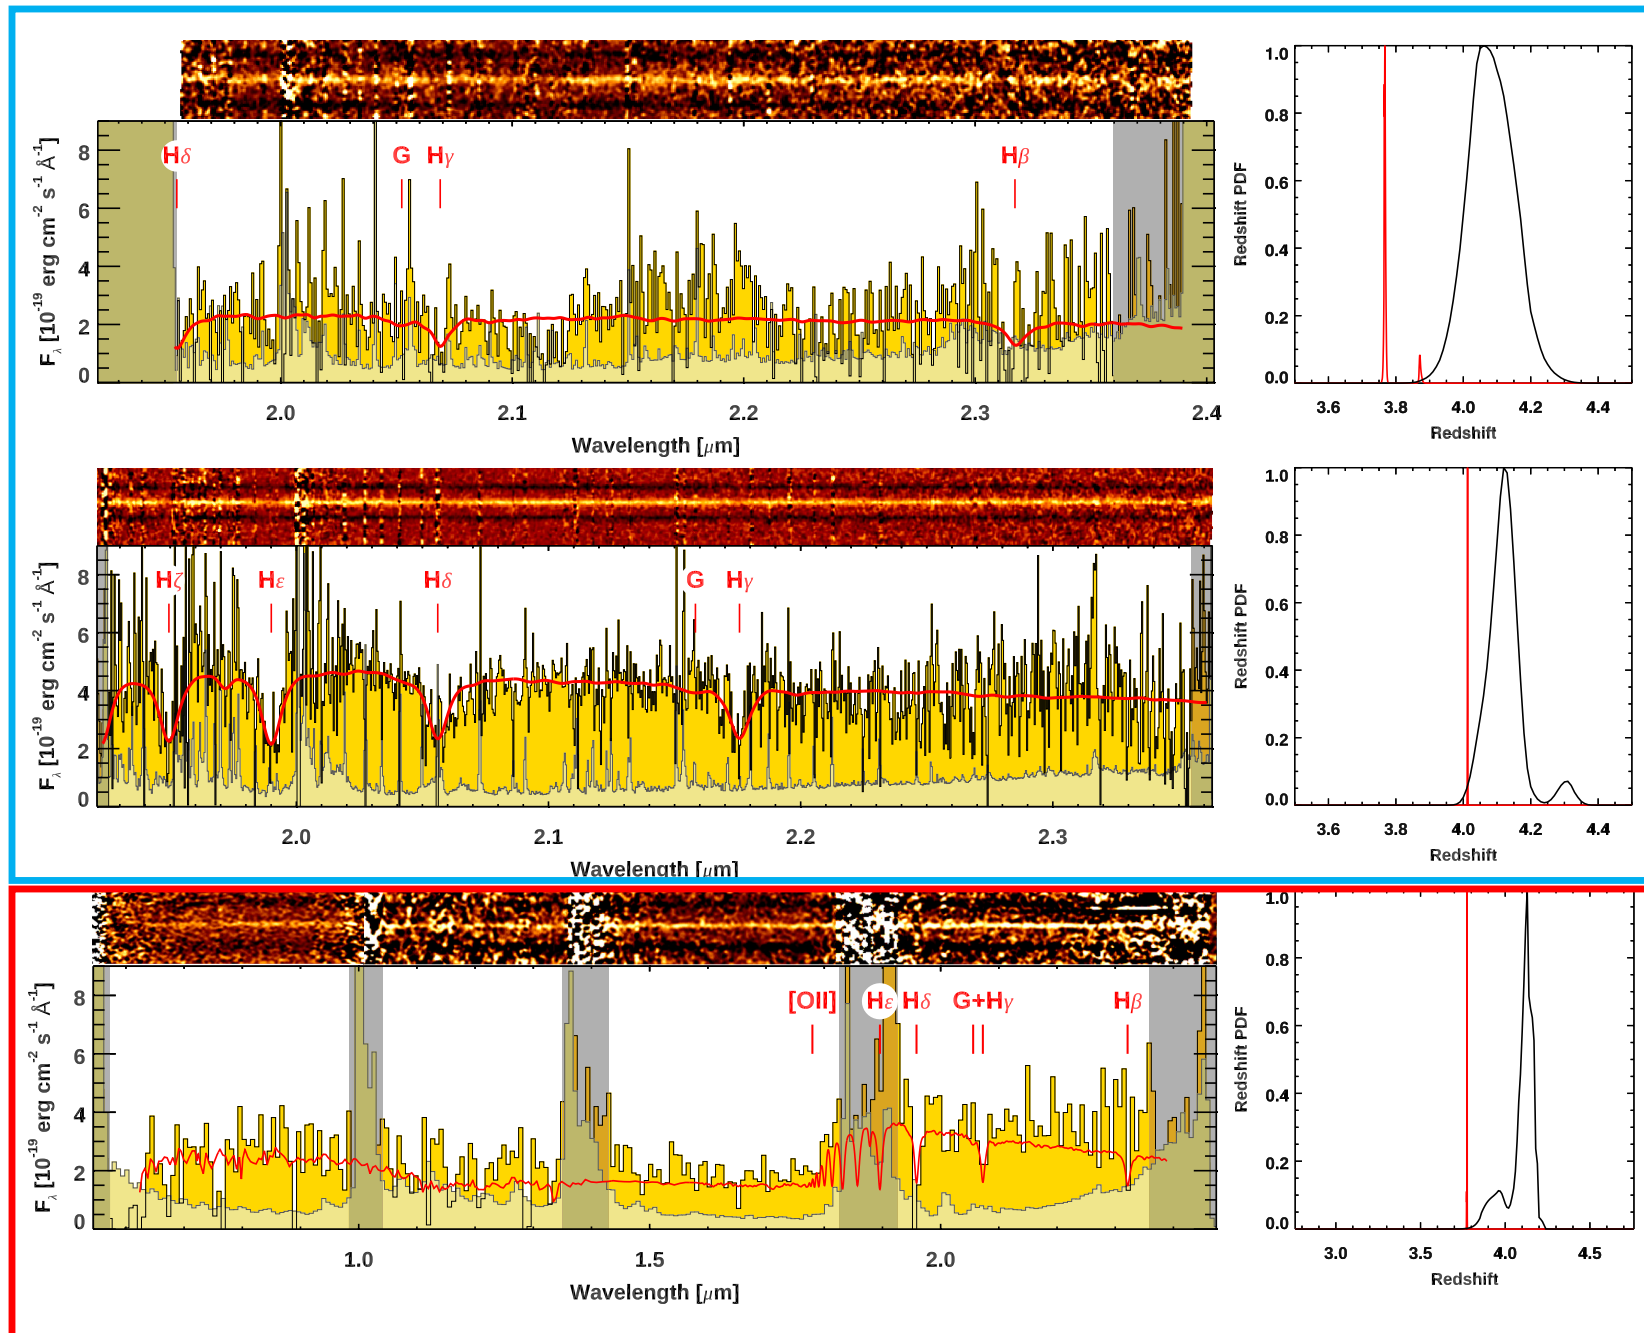 Hδ G Hγ Hβ
F_λ [10⁻¹⁹ erg cm⁻² s⁻¹ Å⁻¹]
8
6
4
2
0
2.0 2.1 2.2 2.3 2.4
Wavelength [μm]
Redshift PDF
1.0
0.8
0.6
0.4
0.2
0.0
3.6 3.8 4.0 4.2 4.4
Redshift
Hζ Hε Hδ G Hγ
F_λ [10⁻¹⁹ erg cm⁻² s⁻¹ Å⁻¹]
8
6
4
2
0
2.0 2.1 2.2 2.3
Wavelength [μm]
Redshift PDF
1.0
0.8
0.6
0.4
0.2
0.0
3.6 3.8 4.0 4.2 4.4
Redshift
[OII] Hε Hδ G+Hγ Hβ
F_λ [10⁻¹⁹ erg cm⁻² s⁻¹ Å⁻¹]
8
6
4
2
0
1.0 1.5 2.0
Wavelength [μm]
Redshift PDF
1.0
0.8
0.6
0.4
0.2
0.0
3.0 3.5 4.0 4.5
Redshift